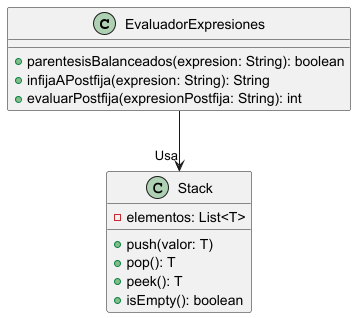 C EvaluadorExpresiones
parentesisBalanceados(expresion: String): boolean
infijaAPostfija(expresion: String): String
evaluarPostfija(expresionPostfija: String): int
Usa
C Stack
elementos: List<T>
push(valor: T)
pop(): T
peek(): T
isEmpty(): boolean